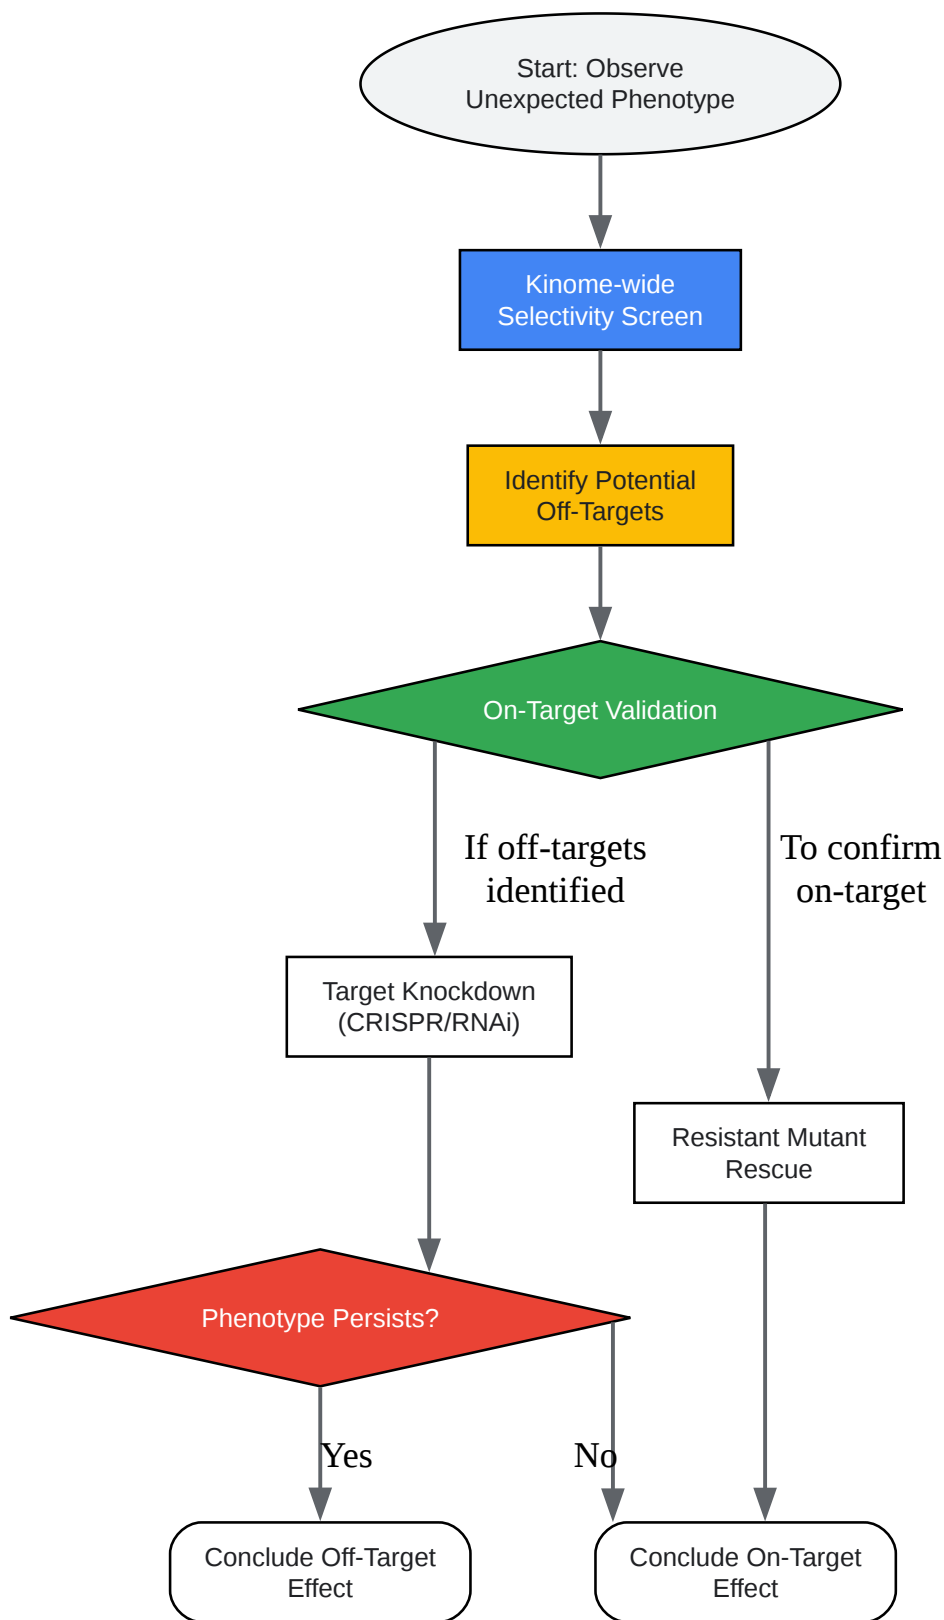 Start: Observe
Unexpected Phenotype
Kinome-wide
Selectivity Screen
Identify Potential
Off-Targets
On-Target Validation
If off-targets
identified
To confirm
on-target
Target Knockdown
(CRISPR/RNAi)
Resistant Mutant
Rescue
Phenotype Persists?
Yes
No
Conclude Off-Target
Effect
Conclude On-Target
Effect